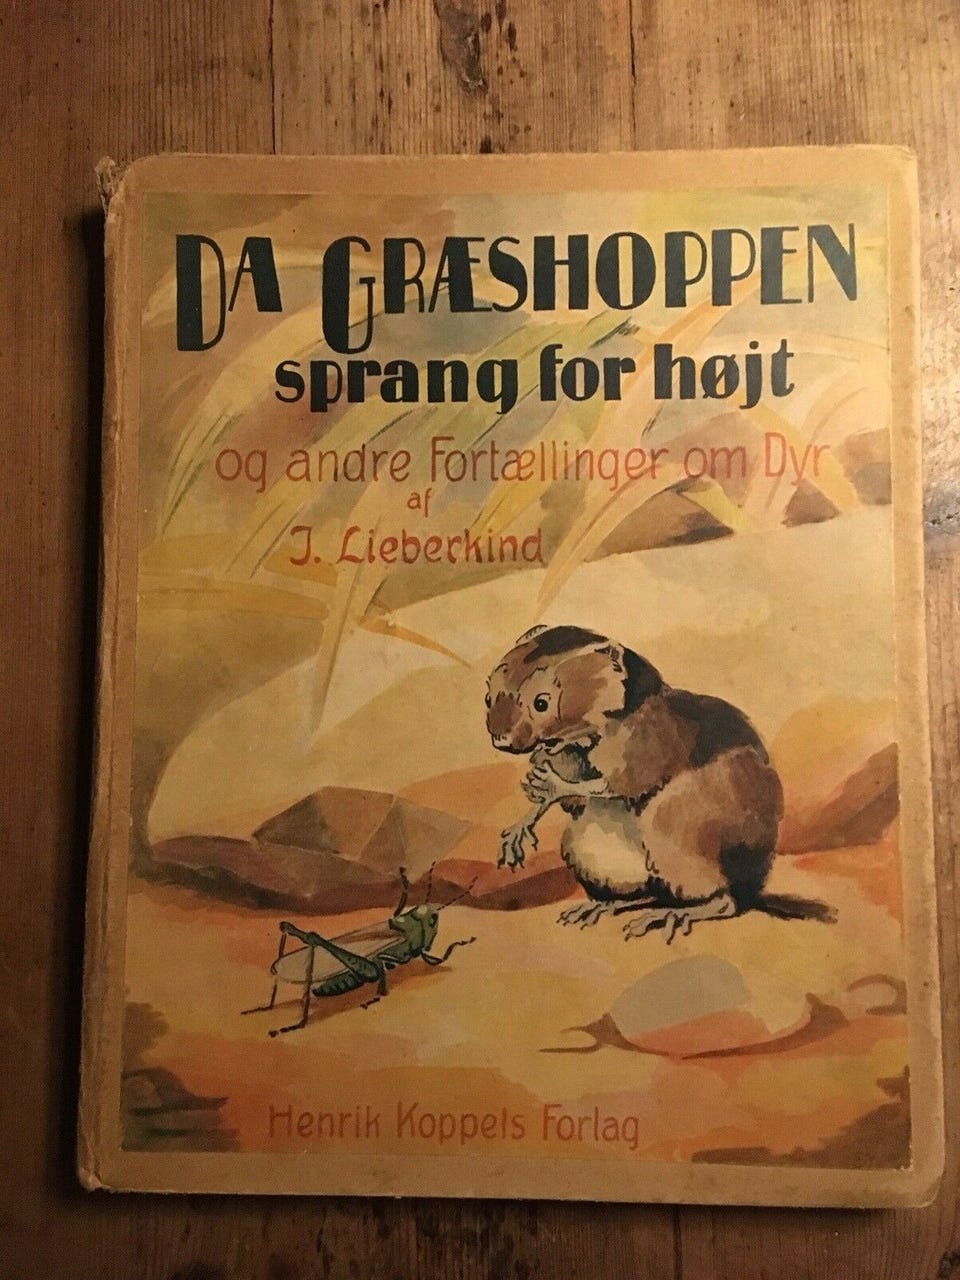 DA GRÆSHOPPEN
sprang for højt
og andre Fortællinger om Dyr
af
J. Lieberkind
Henrik Koppels Forlag